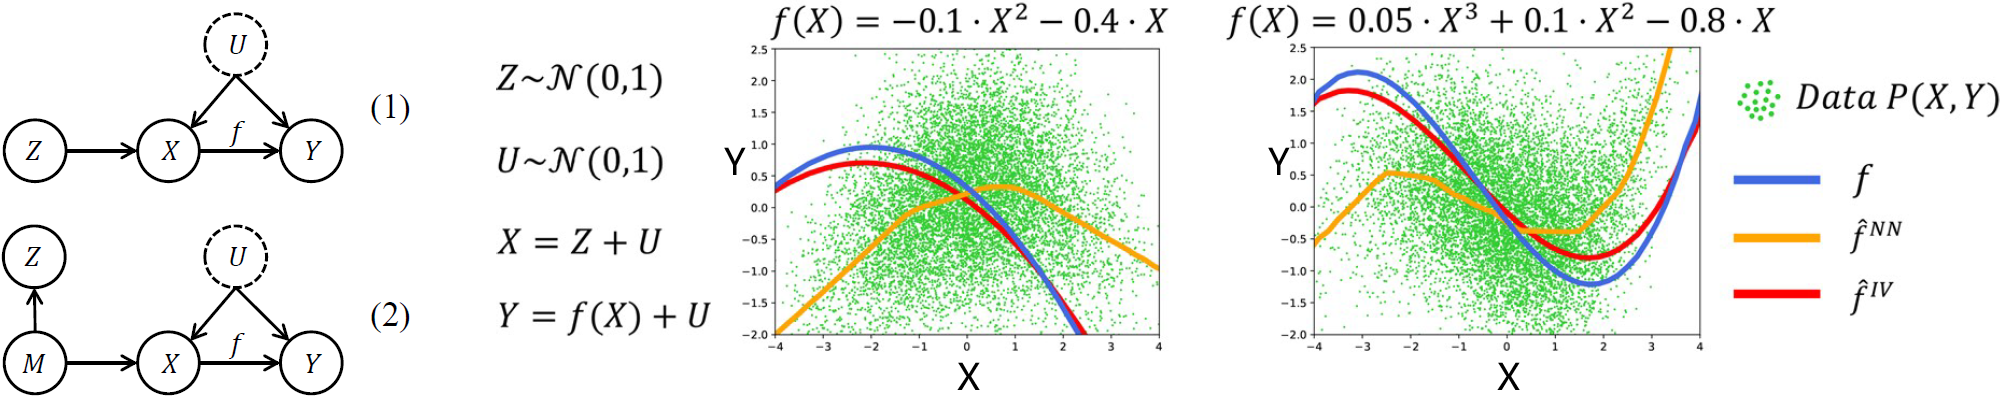 U
Z
X
f
Y
(1)
Z
U
M
X
f
Y
(2)
Z~𝒩(0,1)
U~𝒩(0,1)
X = Z + U
Y = f(X) + U
f(X) = −0.1 · X² − 0.4 · X
2.5
2.0
1.5
1.0
0.5
0.0
−0.5
−1.0
−1.5
−2.0
Y
−4 −3 −2 −1 0 1 2 3 4
X
f(X) = 0.05 · X³ + 0.1 · X² − 0.8 · X
2.5
2.0
1.5
1.0
0.5
0.0
−0.5
−1.0
−1.5
−2.0
Y
−4 −3 −2 −1 0 1 2 3 4
X
Data P(X, Y)
f
f̂ᴺᴺ
f̂ᴵⱽ